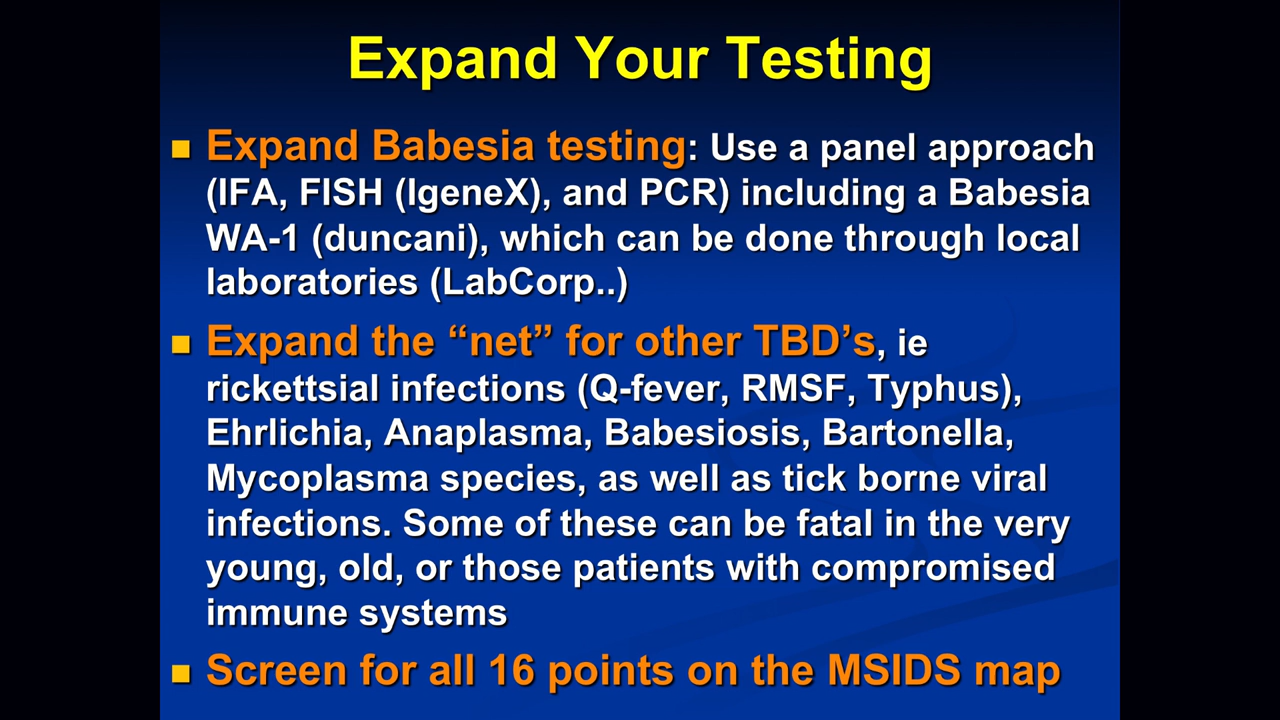 Expand Your Testing
Expand Babesia testing: Use a panel approach
(IFA, FISH (IgeneX), and PCR) including a Babesia
WA-1 (duncani), which can be done through local
laboratories (LabCorp..)
Expand the “net” for other TBD’s, ie
rickettsial infections (Q-fever, RMSF, Typhus),
Ehrlichia, Anaplasma, Babesiosis, Bartonella,
Mycoplasma species, as well as tick borne viral
infections. Some of these can be fatal in the very
young, old, or those patients with compromised
immune systems
Screen for all 16 points on the MSIDS map